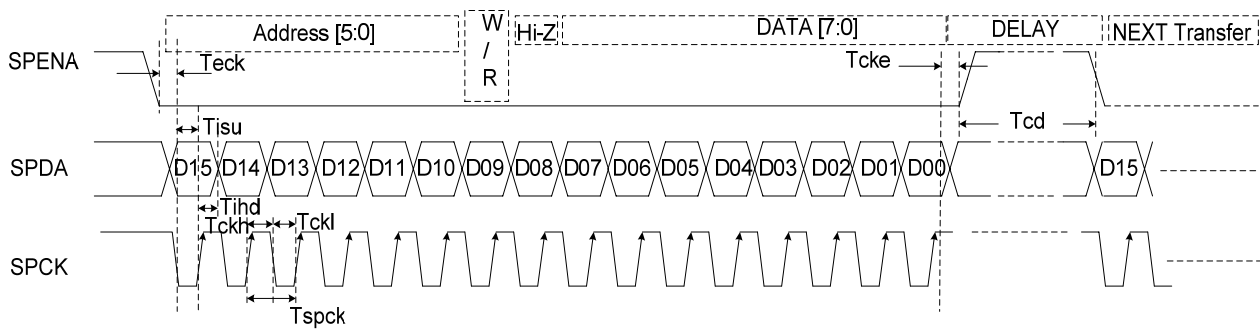 Address [5:0]
W
/
R
Hi-Z
DATA [7:0]
DELAY
NEXT Transfer
SPENA
Teck
Tcke
Tisu
Tcd
SPDA
D15 D14 D13 D12 D11 D10 D09 D08 D07 D06 D05 D04 D03 D02 D01 D00 D15
Tihd
Tckh Tckl
SPCK
Tspck